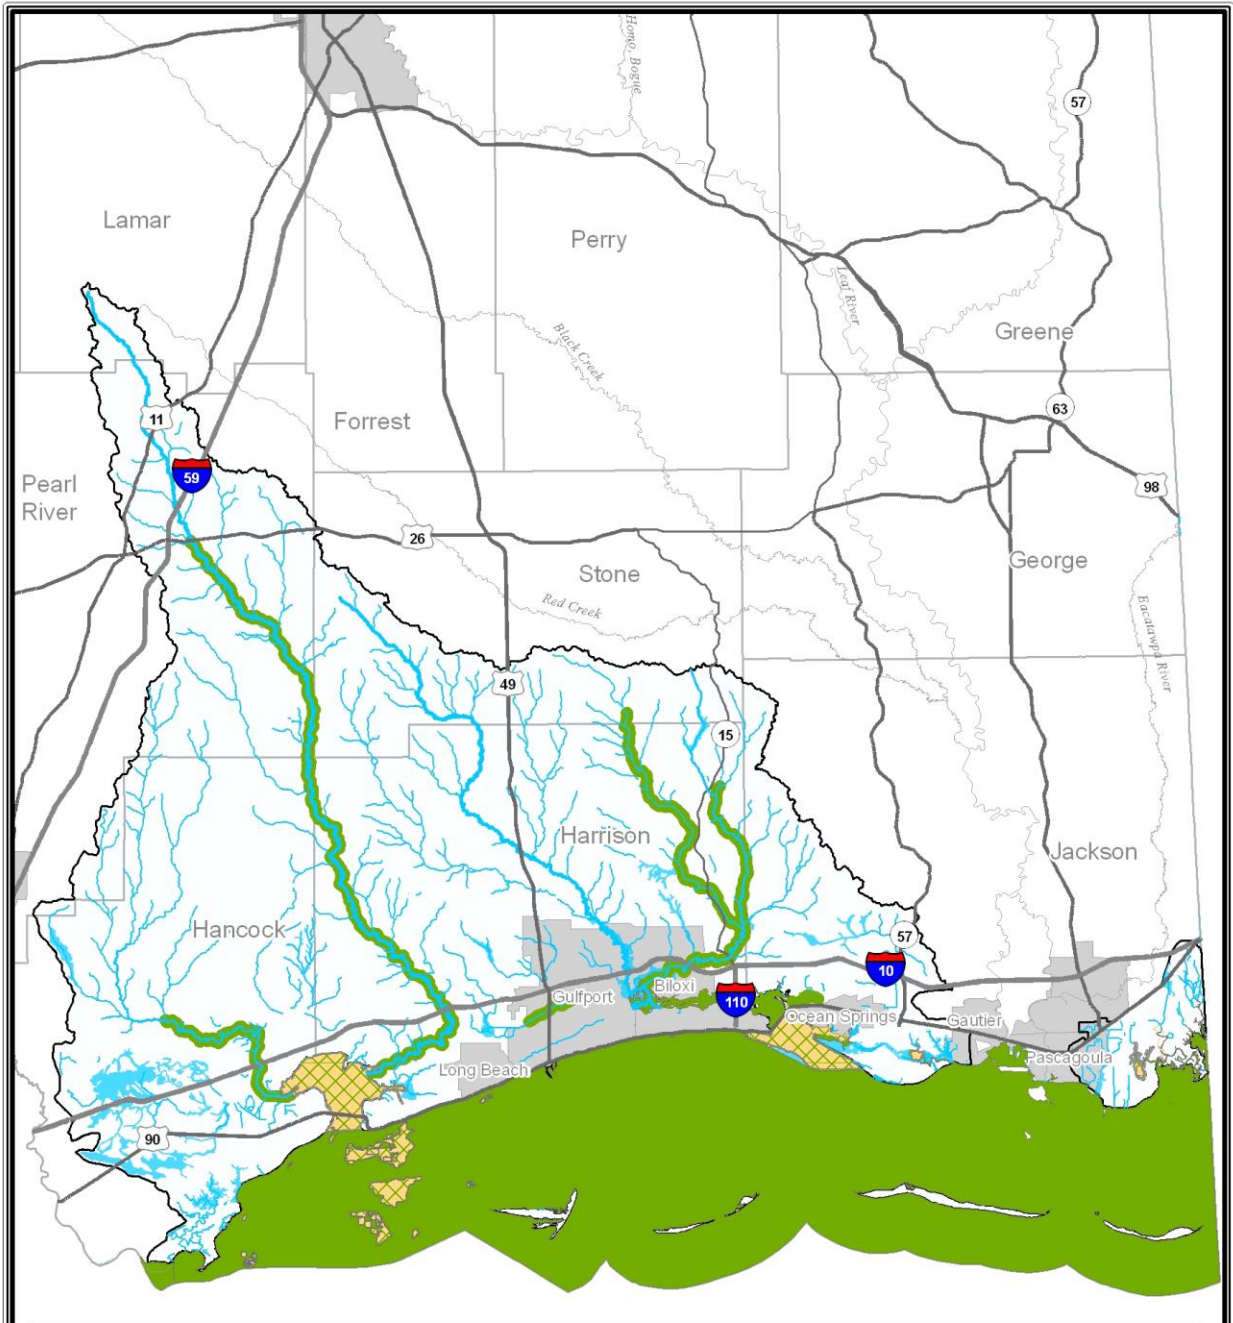 Homo, Bogue
57
Lamar
Perry
Leaf River
Greene
Black Creek
63
11
Forrest
59
Pearl
River
98
26
Stone
George
Red Creek
Escatawpa River
49
15
Harrison
Jackson
Hancock
57
10
Biloxi
Gulfport
110
Ocean Springs
Gautier
Pascagoula
Long Beach
90